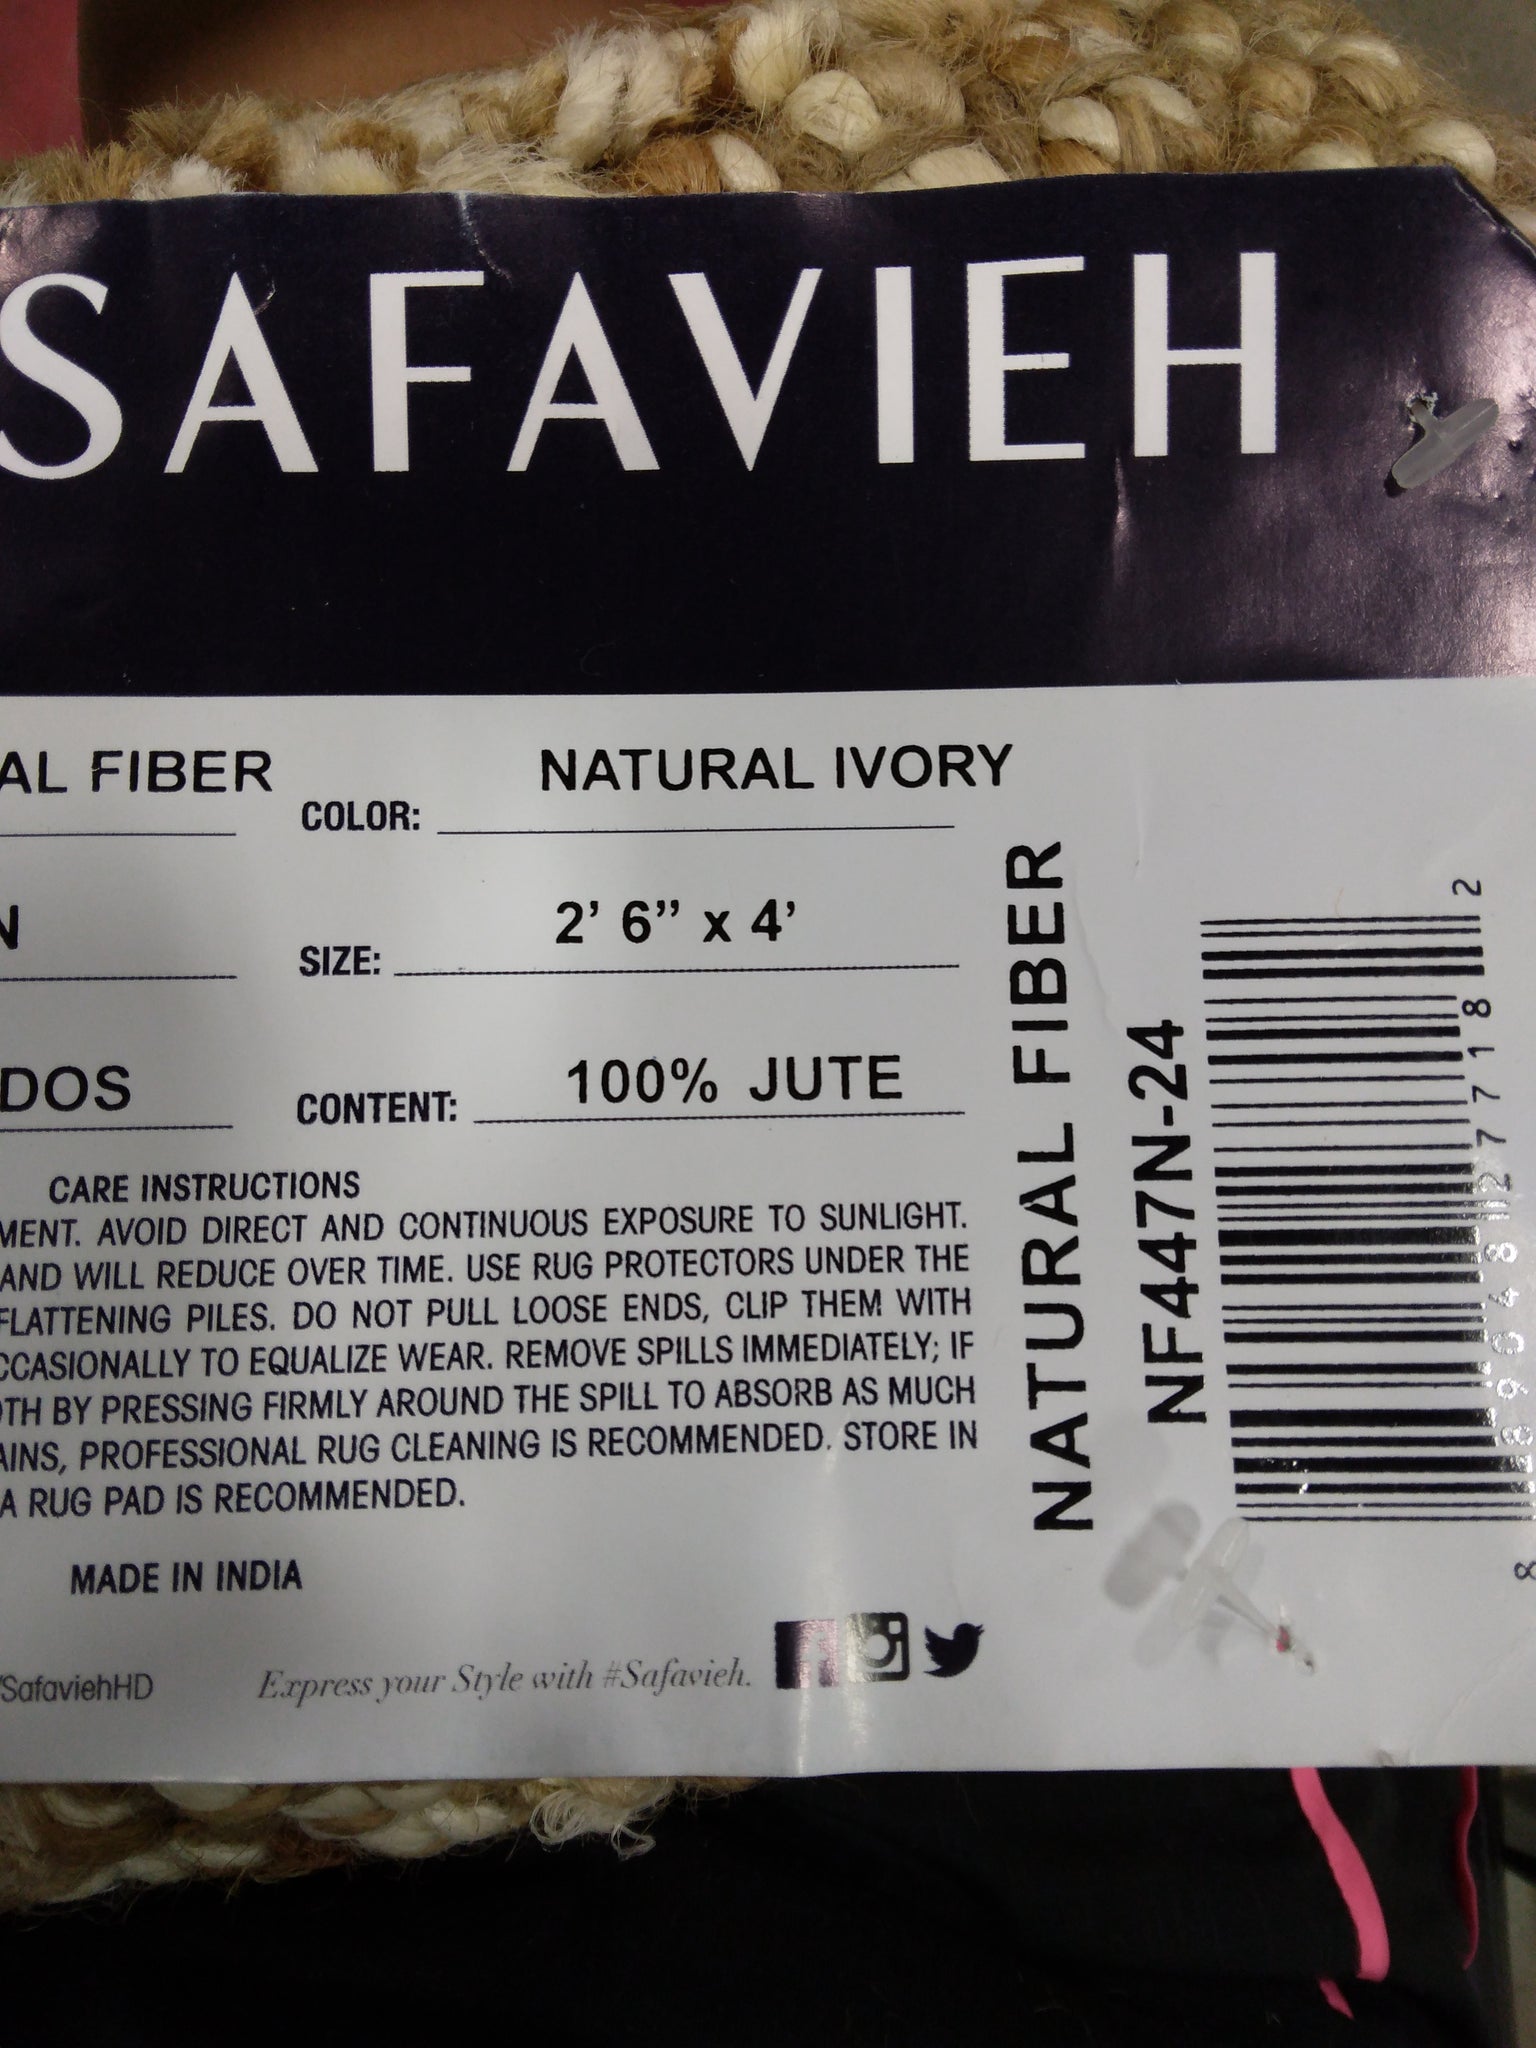 SAFAVIEH
AL FIBER
COLOR: NATURAL IVORY
N
SIZE: 2' 6" x 4'
DOS
CONTENT: 100% JUTE
CARE INSTRUCTIONS
MENT. AVOID DIRECT AND CONTINUOUS EXPOSURE TO SUNLIGHT.
AND WILL REDUCE OVER TIME. USE RUG PROTECTORS UNDER THE
FLATTENING PILES. DO NOT PULL LOOSE ENDS, CLIP THEM WITH
CCASIONALLY TO EQUALIZE WEAR. REMOVE SPILLS IMMEDIATELY; IF
OTH BY PRESSING FIRMLY AROUND THE SPILL TO ABSORB AS MUCH
AINS, PROFESSIONAL RUG CLEANING IS RECOMMENDED. STORE IN
A RUG PAD IS RECOMMENDED.
MADE IN INDIA
/SafaviehHD
Express your Style with #Safavieh.
NATURAL FIBER
NF447N-24
8 89048 27718 2